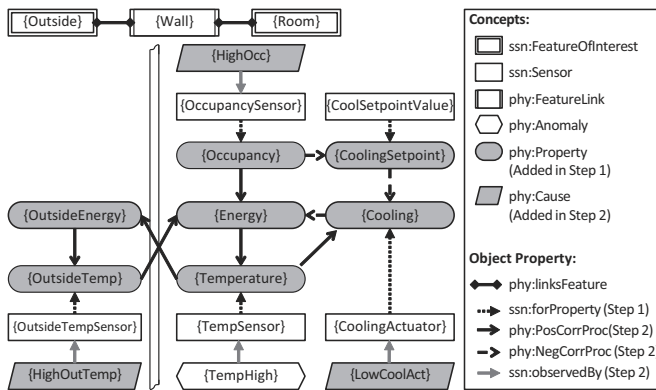 {Outside}
{Wall}
{Room}
{HighOcc}
{OccupancySensor}
{CoolSetpointValue}
{Occupancy}
{CoolingSetpoint}
{OutsideEnergy}
{Energy}
{Cooling}
{OutsideTemp}
{Temperature}
{OutsideTempSensor}
{TempSensor}
{CoolingActuator}
{HighOutTemp}
{TempHigh}
{LowCoolAct}
Concepts:
ssn:FeatureOfInterest
ssn:Sensor
phy:FeatureLink
phy:Anomaly
phy:Property
(Added in Step 1)
phy:Cause
(Added in Step 2)
Object Property:
phy:linksFeature
ssn:forProperty (Step 1)
phy:PosCorrProc(Step 2)
phy:NegCorrProc (Step 2)
ssn:observedBy (Step 2)